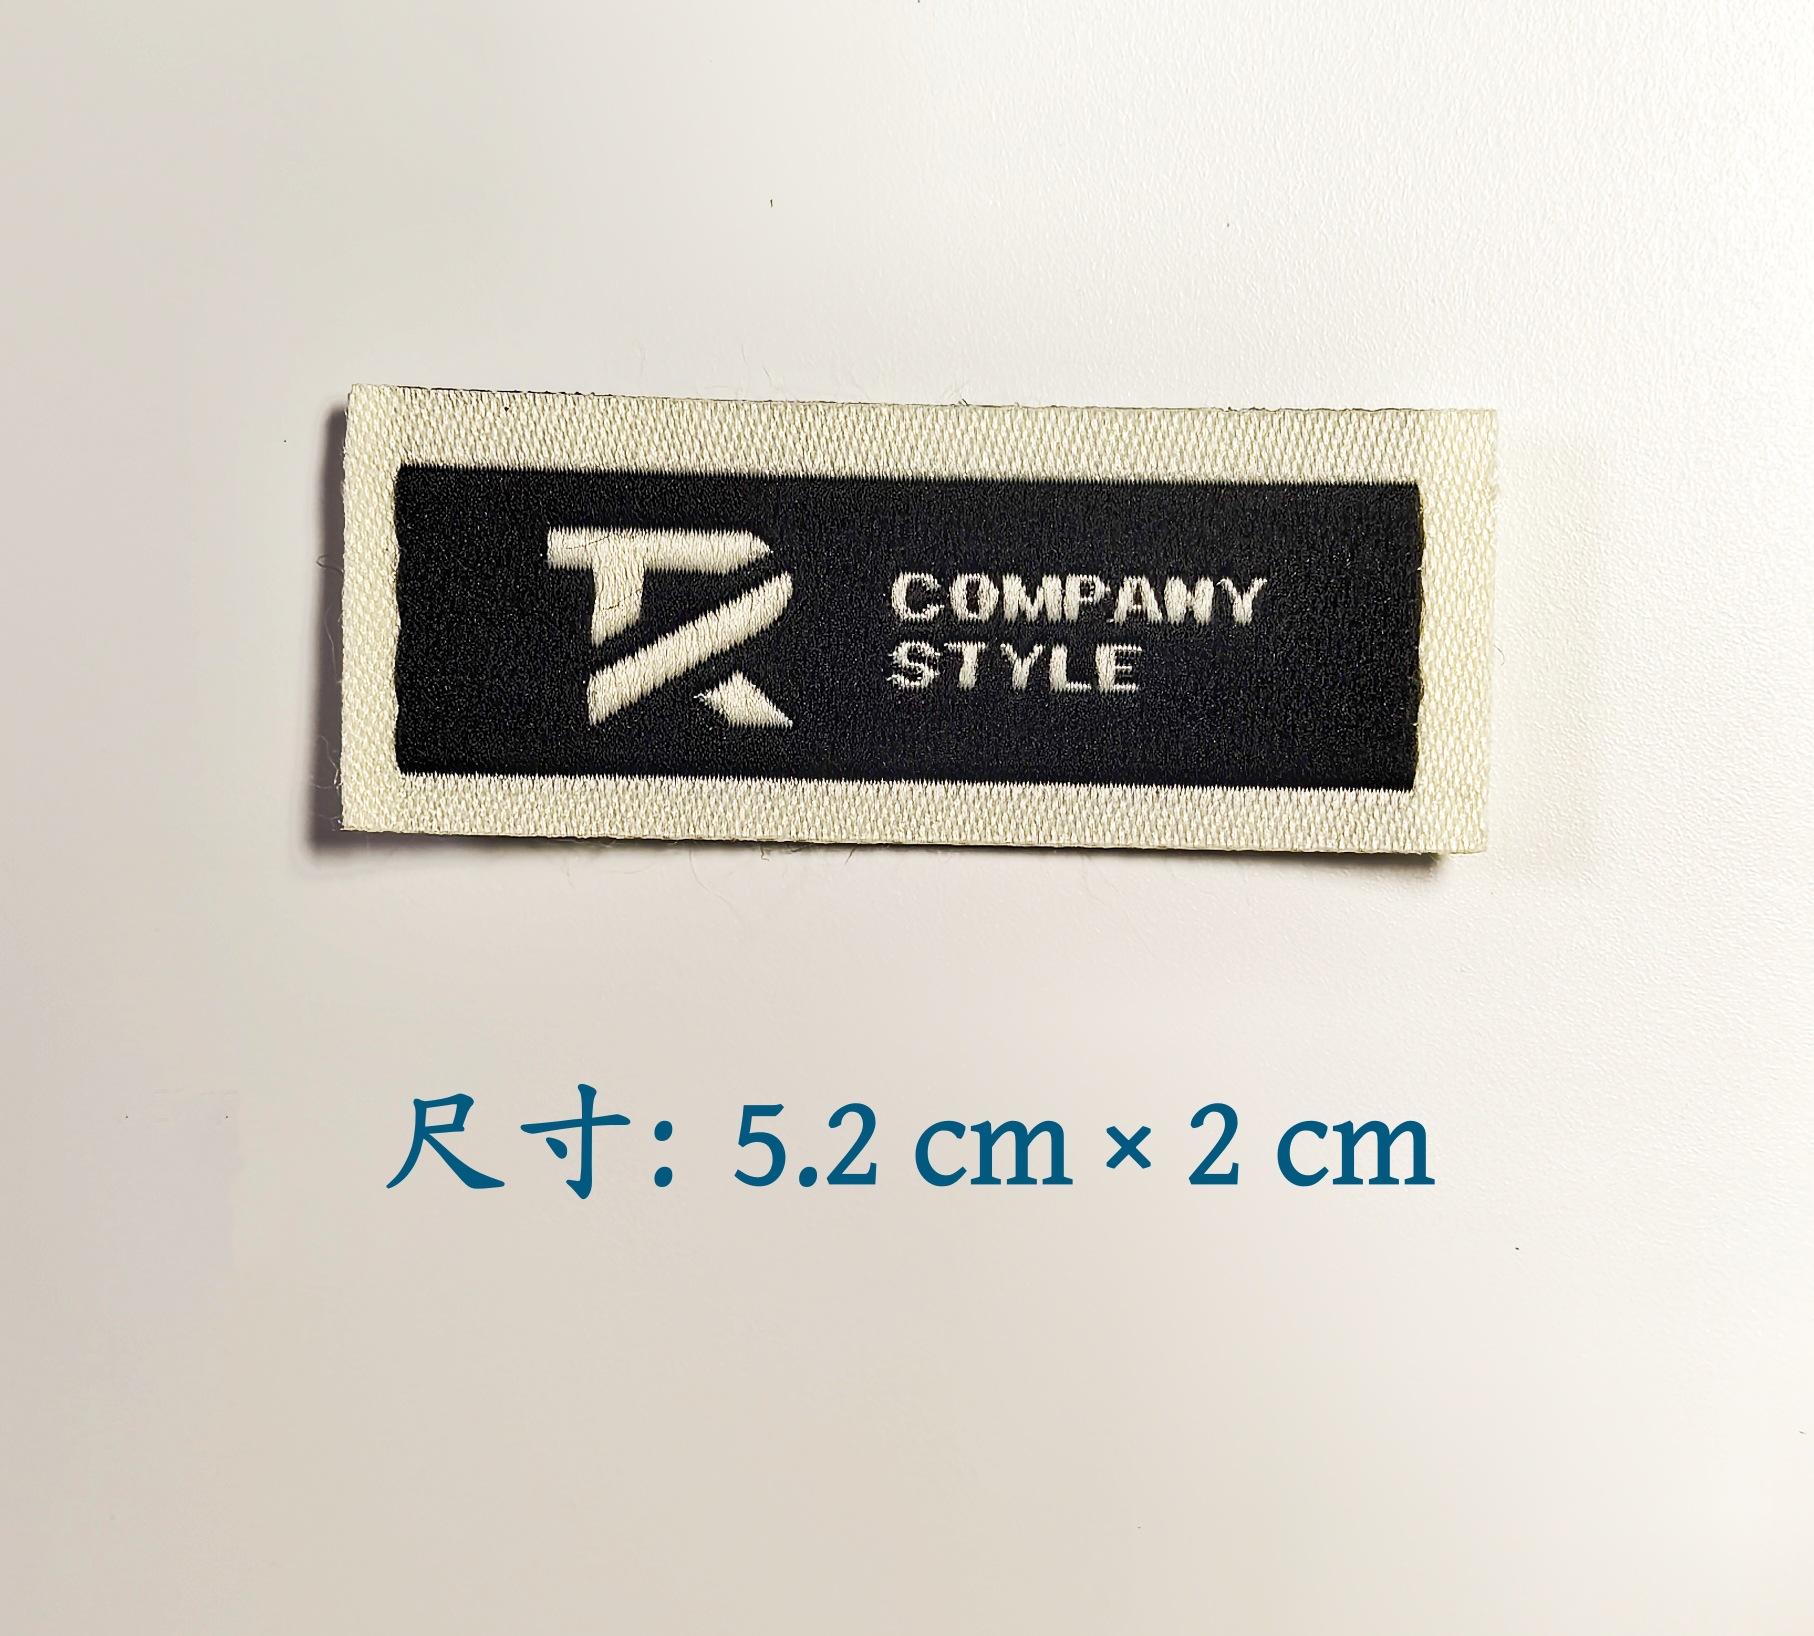 R
COMPANY
STYLE
尺寸: 5.2 cm × 2 cm